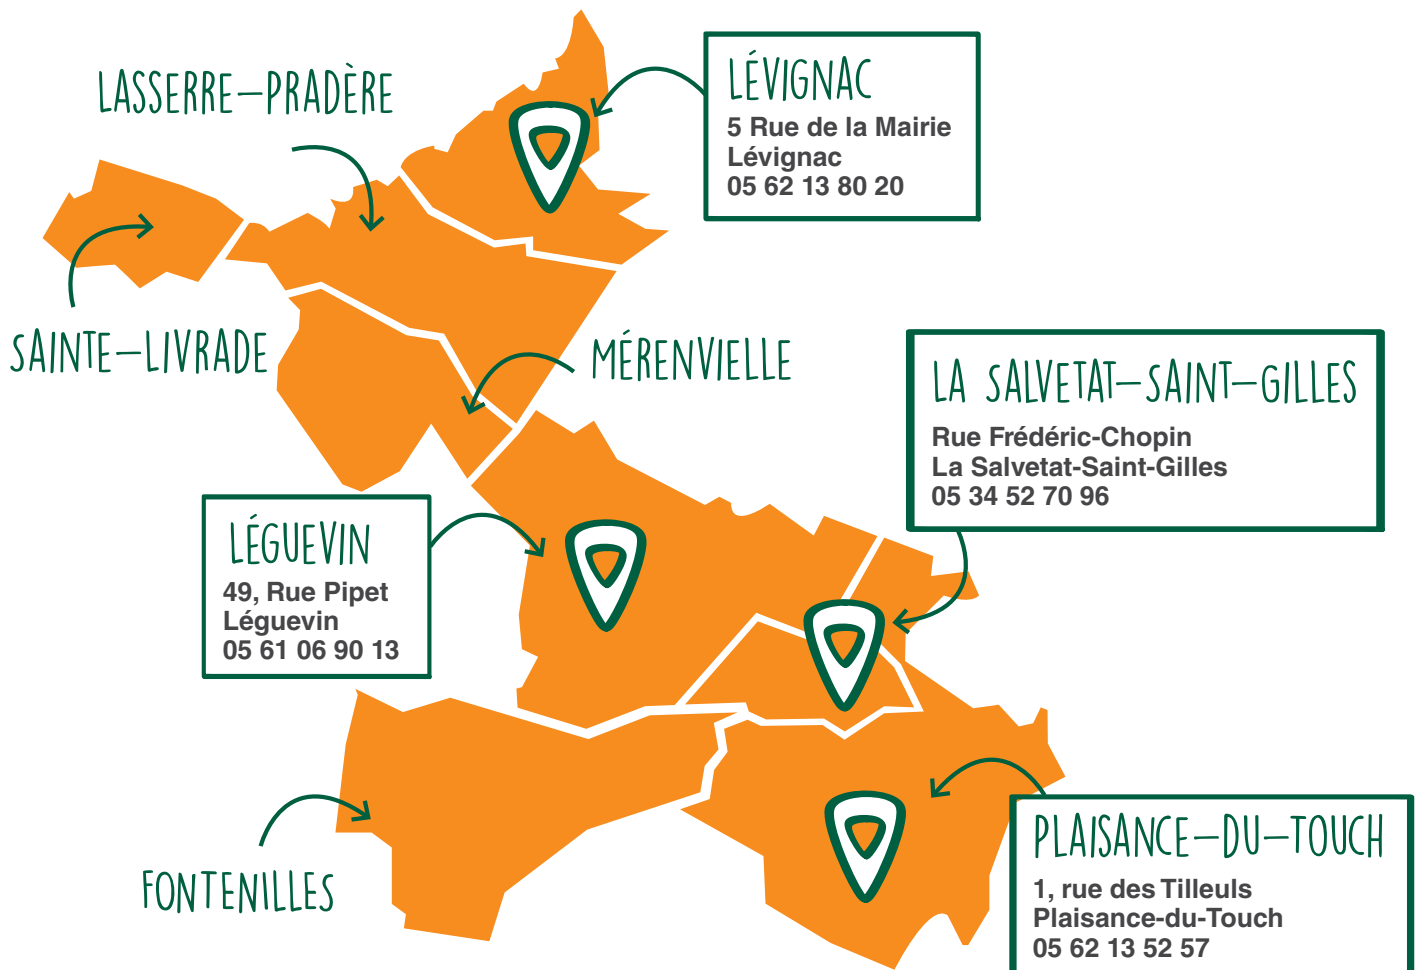 LASSERRE-PRADÈRE
LÉVIGNAC
5 Rue de la Mairie
Lévignac
05 62 13 80 20
SAINTE-LIVRADE
MÉRENVIELLE
LA SALVETAT-SAINT-GILLES
Rue Frédéric-Chopin
La Salvetat-Saint-Gilles
05 34 52 70 96
LÉGUEVIN
49, Rue Pipet
Léguevin
05 61 06 90 13
FONTENILLES
PLAISANCE-DU-TOUCH
1, rue des Tilleuls
Plaisance-du-Touch
05 62 13 52 57